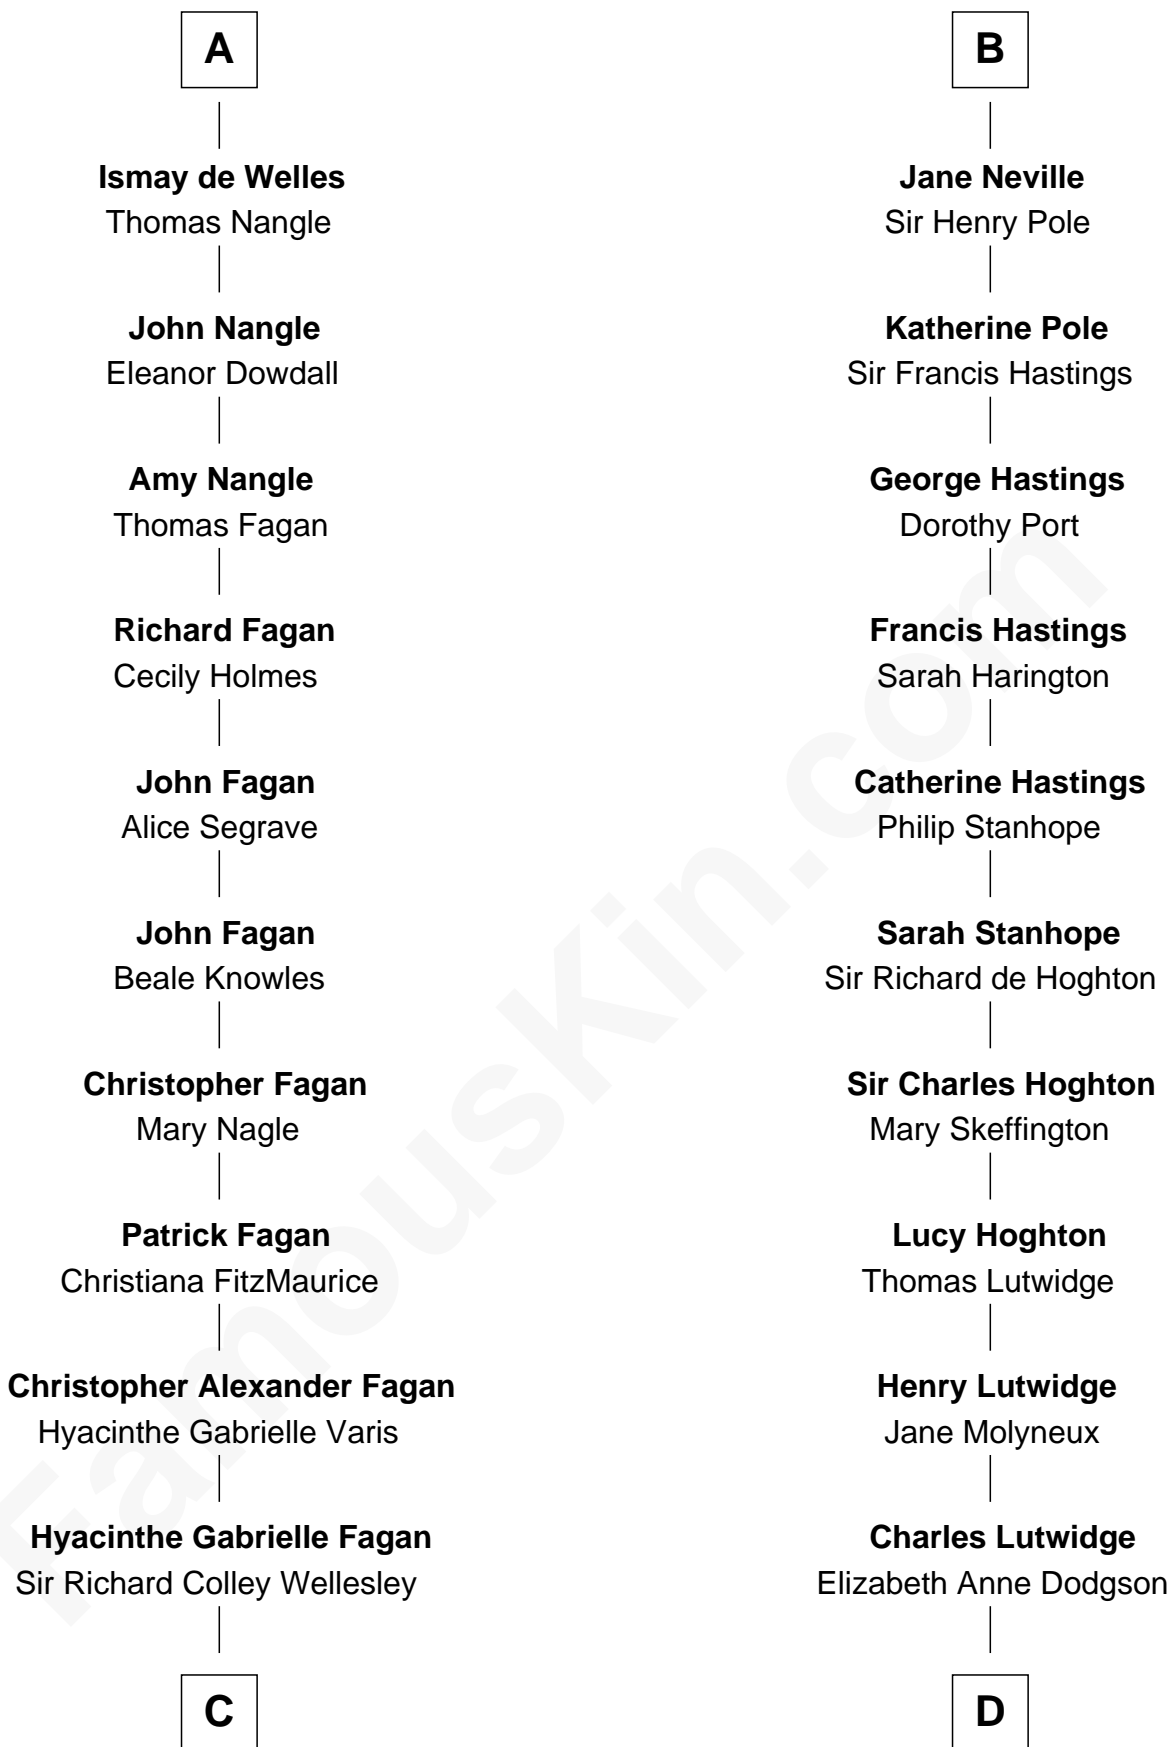 A
Ismay de Welles
Thomas Nangle
John Nangle
Eleanor Dowdall
Amy Nangle
Thomas Fagan
Richard Fagan
Cecily Holmes
John Fagan
Alice Segrave
John Fagan
Beale Knowles
Christopher Fagan
Mary Nagle
Patrick Fagan
Christiana FitzMaurice
Christopher Alexander Fagan
Hyacinthe Gabrielle Varis
Hyacinthe Gabrielle Fagan
Sir Richard Colley Wellesley
C
B
Jane Neville
Sir Henry Pole
Katherine Pole
Sir Francis Hastings
George Hastings
Dorothy Port
Francis Hastings
Sarah Harington
Catherine Hastings
Philip Stanhope
Sarah Stanhope
Sir Richard de Hoghton
Sir Charles Hoghton
Mary Skeffington
Lucy Hoghton
Thomas Lutwidge
Henry Lutwidge
Jane Molyneux
Charles Lutwidge
Elizabeth Anne Dodgson
D
FamousKin.com